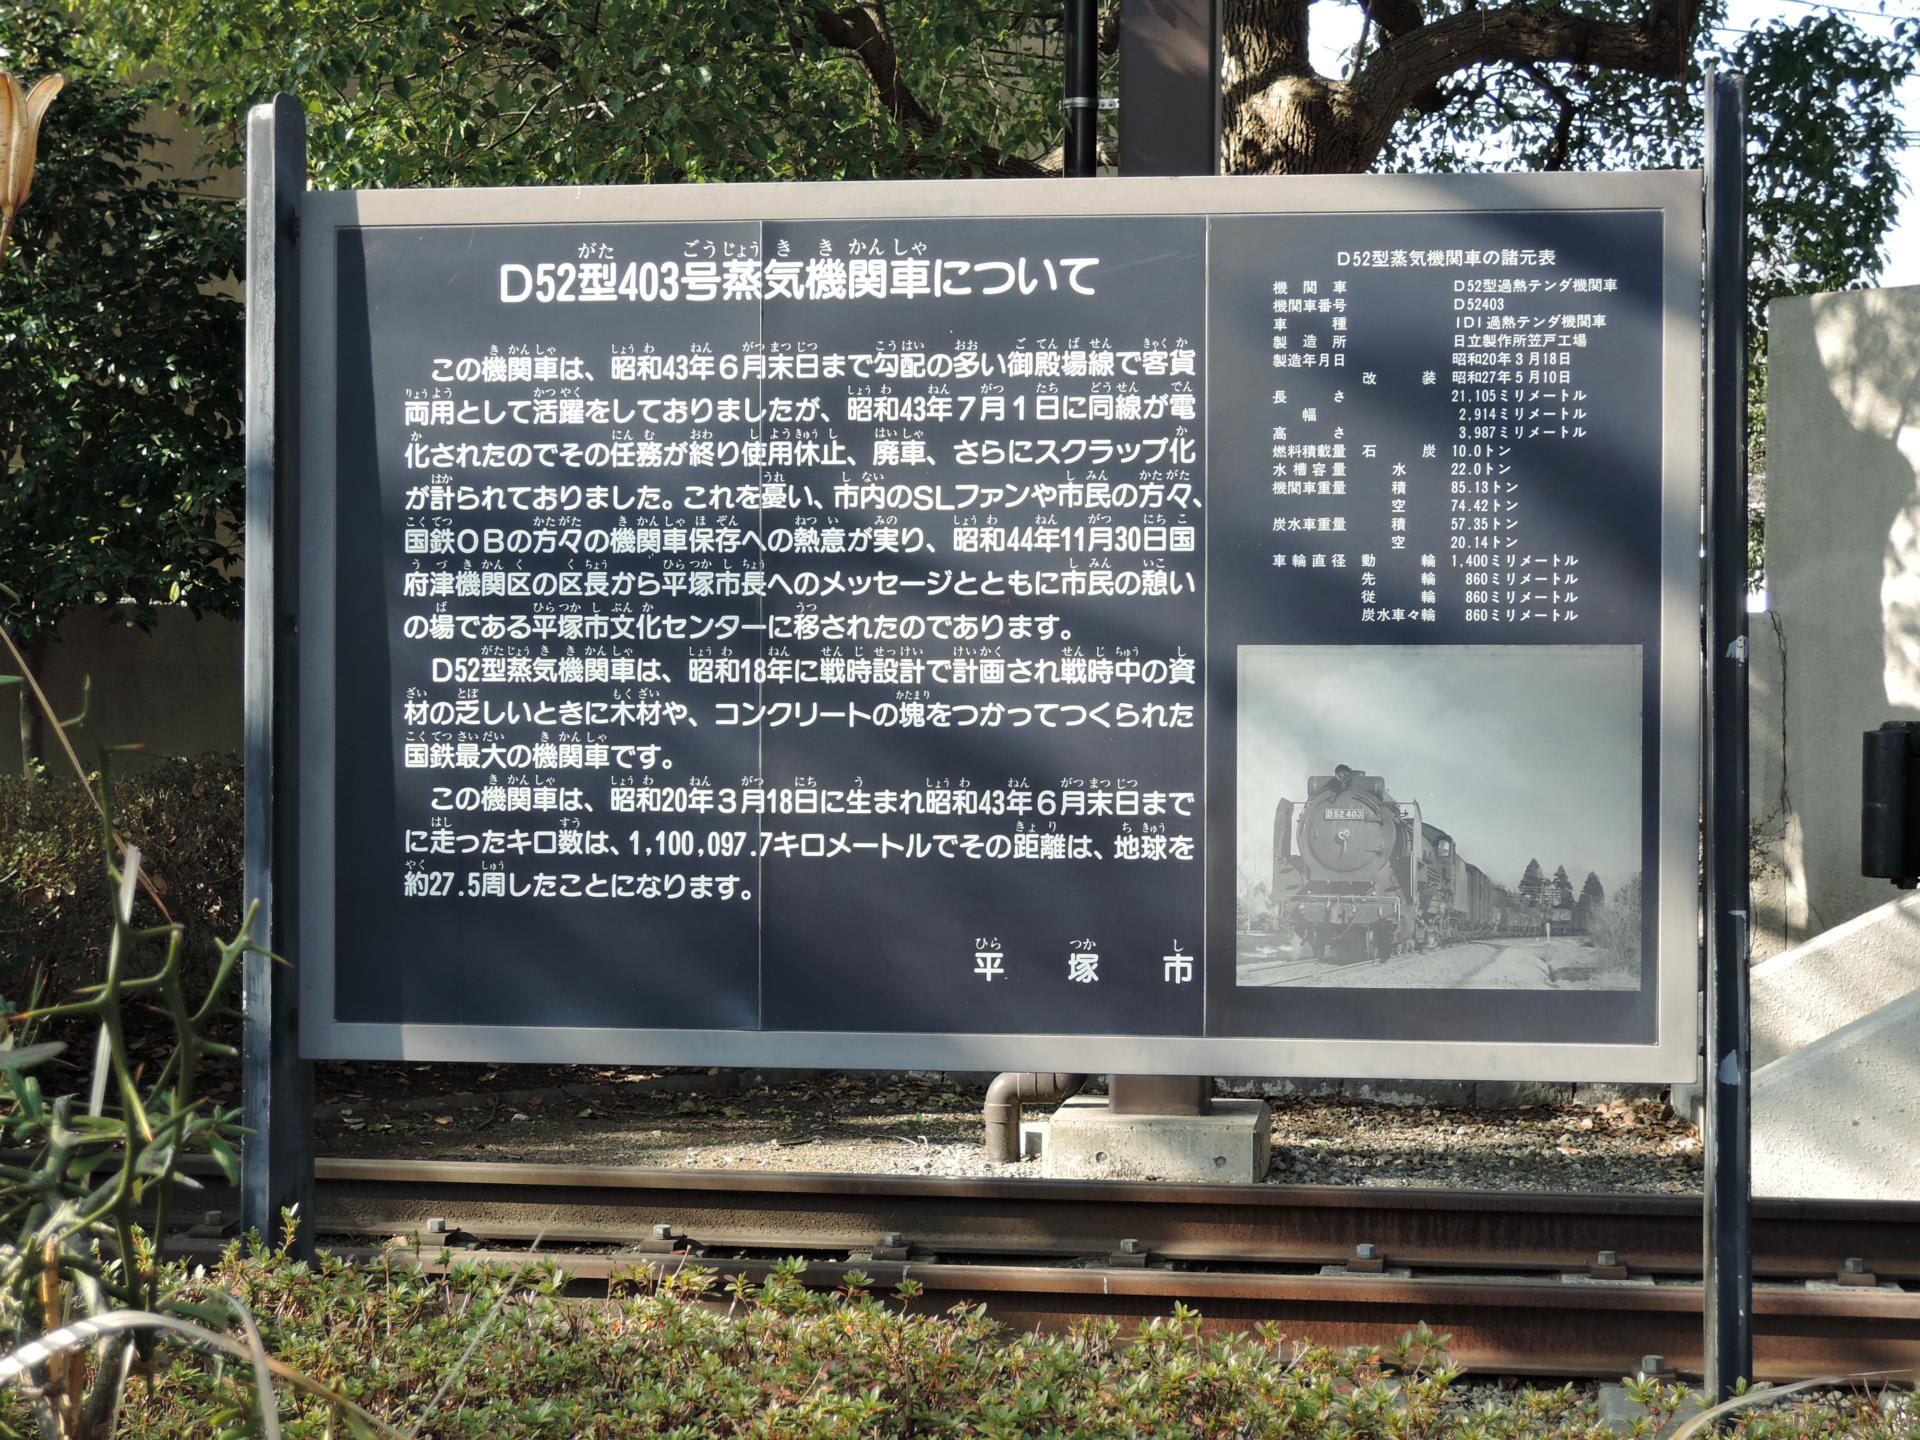 D52型403号蒸気機関車について
この機関車は、昭和43年6月末日まで勾配の多い御殿場線で客貨
両用として活躍をしておりましたが、昭和43年7月1日に同線が電
化されたのでその任務が終り使用休止、廃車、さらにスクラップ化
が計られておりました。これを憂い、市内のSLファンや市民の方々、
国鉄OBの方々の機関車保存への熱意が実り、昭和44年11月30日国
府津機関区の区長から平塚市長へのメッセージとともに市民の憩い
の場である平塚市文化センターに移されたのであります。
D52型蒸気機関車は、昭和18年に戦時設計で計画され戦時中の資
材の乏しいときに木材や、コンクリートの塊をつかってつくられた
国鉄最大の機関車です。
この機関車は、昭和20年3月18日に生まれ昭和43年6月末日まで
に走ったキロ数は、1,100,097.7キロメートルでその距離は、地球を
約27.5周したことになります。
平塚市
D52型蒸気機関車の諸元表
機関車 D52型過熱テンダ機関車
機関車番号 D52403
車種 1D1過熱テンダ機関車
製造所 日立製作所笠戸工場
製造年月日 昭和20年3月18日
改装 昭和27年5月10日
長さ 21,105ミリメートル
幅 2,914ミリメートル
高さ 3,987ミリメートル
燃料積載量 石炭 10.0トン
水槽容量 水 22.0トン
機関車重量 積 85.13トン
空 74.42トン
炭水車重量 積 57.35トン
空 20.14トン
車輪直径 動輪 1,400ミリメートル
先輪 860ミリメートル
従輪 860ミリメートル
炭水車々輪 860ミリメートル
D52403